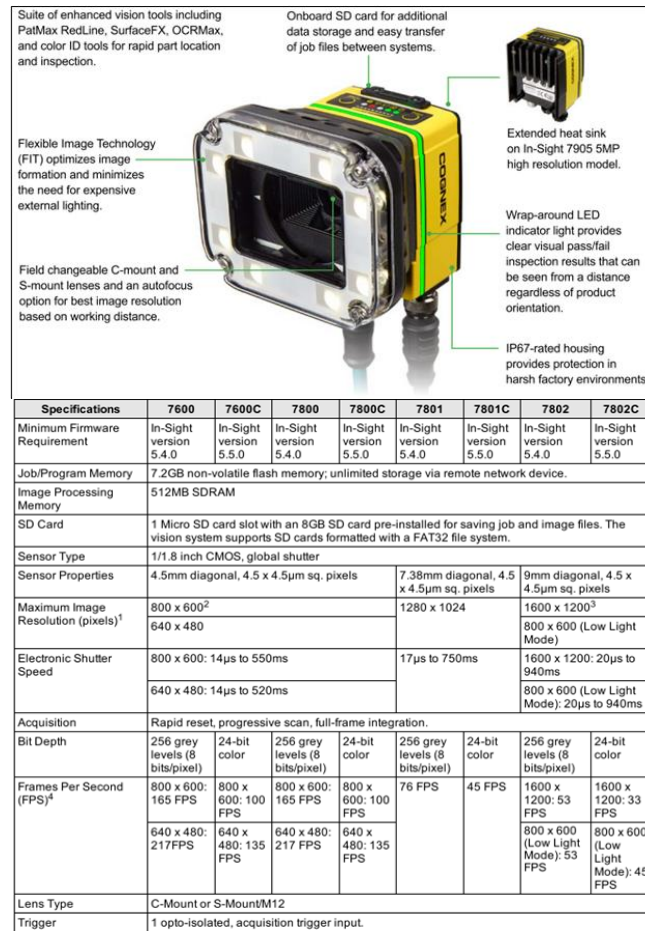 Suite of enhanced vision tools including
PatMax RedLine, SurfaceFX, OCRMax,
and color ID tools for rapid part location
and inspection.
Onboard SD card for additional
data storage and easy transfer
of job files between systems.
Extended heat sink
on In-Sight 7905 5MP
high resolution model.
Flexible Image Technology
(FIT) optimizes image
formation and minimizes
the need for expensive
external lighting.
COGNEX
Wrap-around LED
indicator light provides
clear visual pass/fail
inspection results that can
be seen from a distance
regardless of product
orientation.
Field changeable C-mount and
S-mount lenses and an autofocus
option for best image resolution
based on working distance.
IP67-rated housing
provides protection in
harsh factory environments
Specifications 7600 7600C 7800 7800C 7801 7801C 7802 7802C
Minimum Firmware In-Sight In-Sight In-Sight In-Sight In-Sight In-Sight In-Sight In-Sight
Requirement version version version version version version version version
5.4.0 5.5.0 5.4.0 5.5.0 5.4.0 5.5.0 5.4.0 5.5.0
Job/Program Memory 7.2GB non-volatile flash memory; unlimited storage via remote network device.
Image Processing 512MB SDRAM
Memory
SD Card 1 Micro SD card slot with an 8GB SD card pre-installed for saving job and image files. The
vision system supports SD cards formatted with a FAT32 file system.
Sensor Type 1/1.8 inch CMOS, global shutter
Sensor Properties 4.5mm diagonal, 4.5 x 4.5µm sq. pixels 7.38mm diagonal, 4.5 9mm diagonal, 4.5 x
x 4.5µm sq. pixels 4.5µm sq. pixels
Maximum Image 800 x 600² 1280 x 1024 1600 x 1200³
Resolution (pixels)¹ 640 x 480 800 x 600 (Low Light
Mode)
Electronic Shutter 800 x 600: 14µs to 550ms 17µs to 750ms 1600 x 1200: 20µs to
Speed 940ms
640 x 480: 14µs to 520ms 800 x 600 (Low Light
Mode): 20µs to 940ms
Acquisition Rapid reset, progressive scan, full-frame integration.
Bit Depth 256 grey 24-bit 256 grey 24-bit 256 grey 24-bit 256 grey 24-bit
levels (8 color levels (8 color levels (8 color levels (8 color
bits/pixel) bits/pixel) bits/pixel) bits/pixel)
Frames Per Second 800 x 600: 800 x 800 x 600: 800 x 76 FPS 45 FPS 1600 x 1600 x
(FPS)⁴ 165 FPS 600: 100 165 FPS 600: 100 1200: 53 1200: 33
FPS FPS FPS FPS
640 x 480: 640 x 640 x 480: 640 x 800 x 600 800 x 600
217FPS 480: 135 217 FPS 480: 135 (Low Light (Low
FPS FPS Mode): 53 Light
FPS Mode): 45
FPS
Lens Type C-Mount or S-Mount/M12
Trigger 1 opto-isolated, acquisition trigger input.